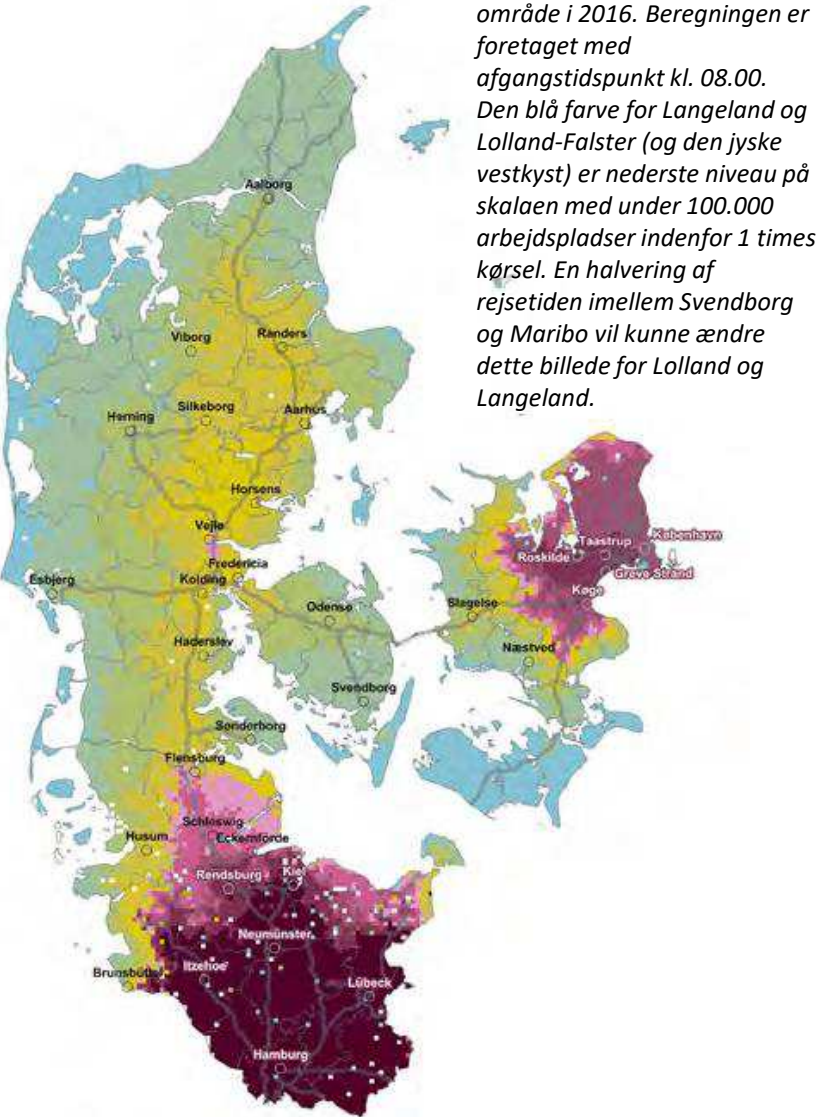 område i 2016. Beregningen er
foretaget med
afgangstidspunkt kl. 08.00.
Den blå farve for Langeland og
Lolland-Falster (og den jyske
vestkyst) er nederste niveau på
skalaen med under 100.000
arbejdspladser indenfor 1 times
kørsel. En halvering af
rejsetiden imellem Svendborg
og Maribo vil kunne ændre
dette billede for Lolland og
Langeland.
Aalborg
Viborg
Randers
Herning
Silkeborg
Aarhus
Horsens
Vejle
Fredericia
Esbjerg
Kolding
Odense
Haderslev
Svendborg
Sønderborg
Flensburg
København
Taastrup
Roskilde
Greve Strand
Køge
Slagelse
Næstved
Schleswig
Husum
Eckernförde
Rendsburg
Kiel
Neumünster
Brunsbüttel
Itzehoe
Lübeck
Hamburg